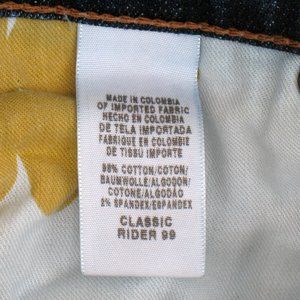 MADE IN COLOMBIA
OF IMPORTED FABRIC
HECHO EN COLOMBIA
DE TELA IMPORTADA
FABRIQUE EN COLOMBIE
DE TISSU IMPORTE
98% COTTON/COTON/
BAUMWOLLE/ALGODON/
COTONE/ALGODÃO
2% SPANDEX/ESPANDEX
CLASSIC
RIDER 99